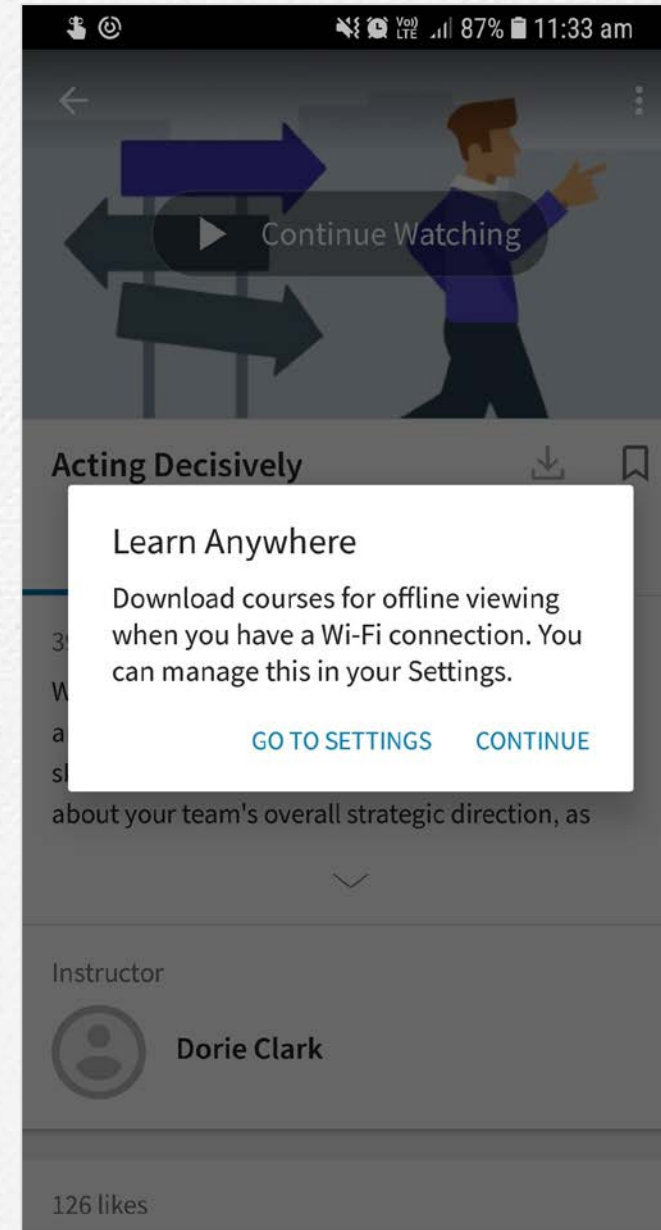 Vo)) LTE 87% 11:33 am
Continue Watching
Acting Decisively
Learn Anywhere
Download courses for offline viewing
when you have a Wi-Fi connection. You
can manage this in your Settings.
GO TO SETTINGS CONTINUE
about your team's overall strategic direction, as
Instructor
Dorie Clark
126 likes